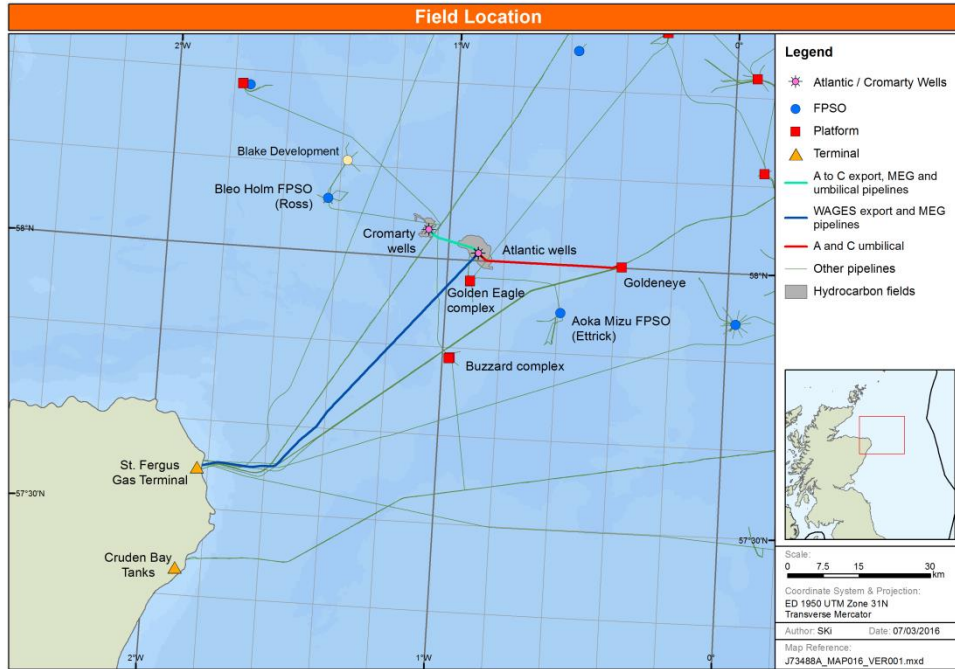 Field Location
2°W
1°W
0°
Blake Development
Bleo Holm FPSO
(Ross)
58°N
Cromarty
wells
Atlantic wells
58°N
Goldeneye
Golden Eagle
complex
Aoka Mizu FPSO
(Ettrick)
Buzzard complex
St. Fergus
Gas Terminal
57°30'N
57°30'N
Cruden Bay
Tanks
2°W
1°W
0°
Legend
Atlantic / Cromarty Wells
FPSO
Platform
Terminal
A to C export, MEG and
umbilical pipelines
WAGES export and MEG
pipelines
A and C umbilical
Other pipelines
Hydrocarbon fields
Scale:
0 7.5 15 30
km
Coordinate System & Projection:
ED 1950 UTM Zone 31N
Transverse Mercator
Author: SKi Date: 07/03/2016
Map Reference:
J73488A_MAP016_VER001.mxd